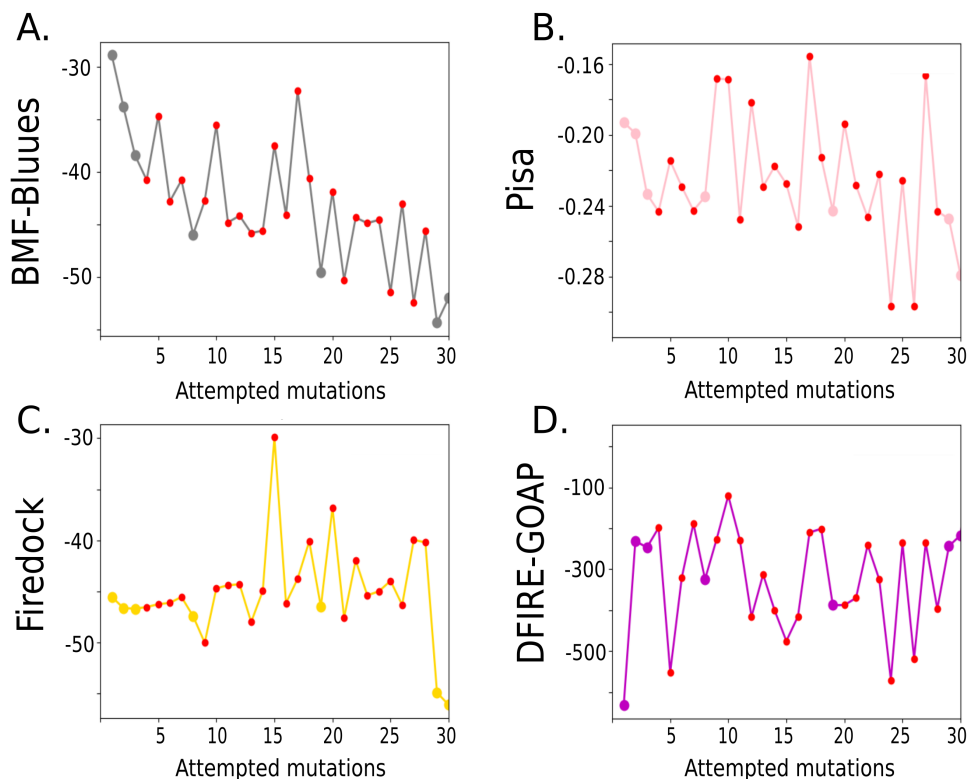 A.
BMF-Bluues
-30
-40
-50
5 10 15 20 25 30
Attempted mutations
B.
Pisa
-0.16
-0.20
-0.24
-0.28
5 10 15 20 25 30
Attempted mutations
C.
Firedock
-30
-40
-50
5 10 15 20 25 30
Attempted mutations
D.
DFIRE-GOAP
-100
-300
-500
5 10 15 20 25 30
Attempted mutations